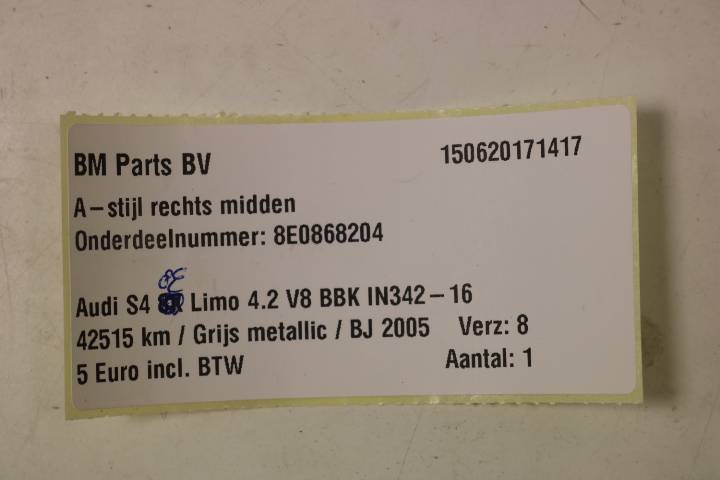 BM Parts BV 150620171417
A-stijl rechts midden
Onderdeelnummer: 8E0868204
8E
Audi S4 Limo 4.2 V8 BBK IN342-16
42515 km / Grijs metallic / BJ 2005 Verz: 8
5 Euro incl. BTW Aantal: 1